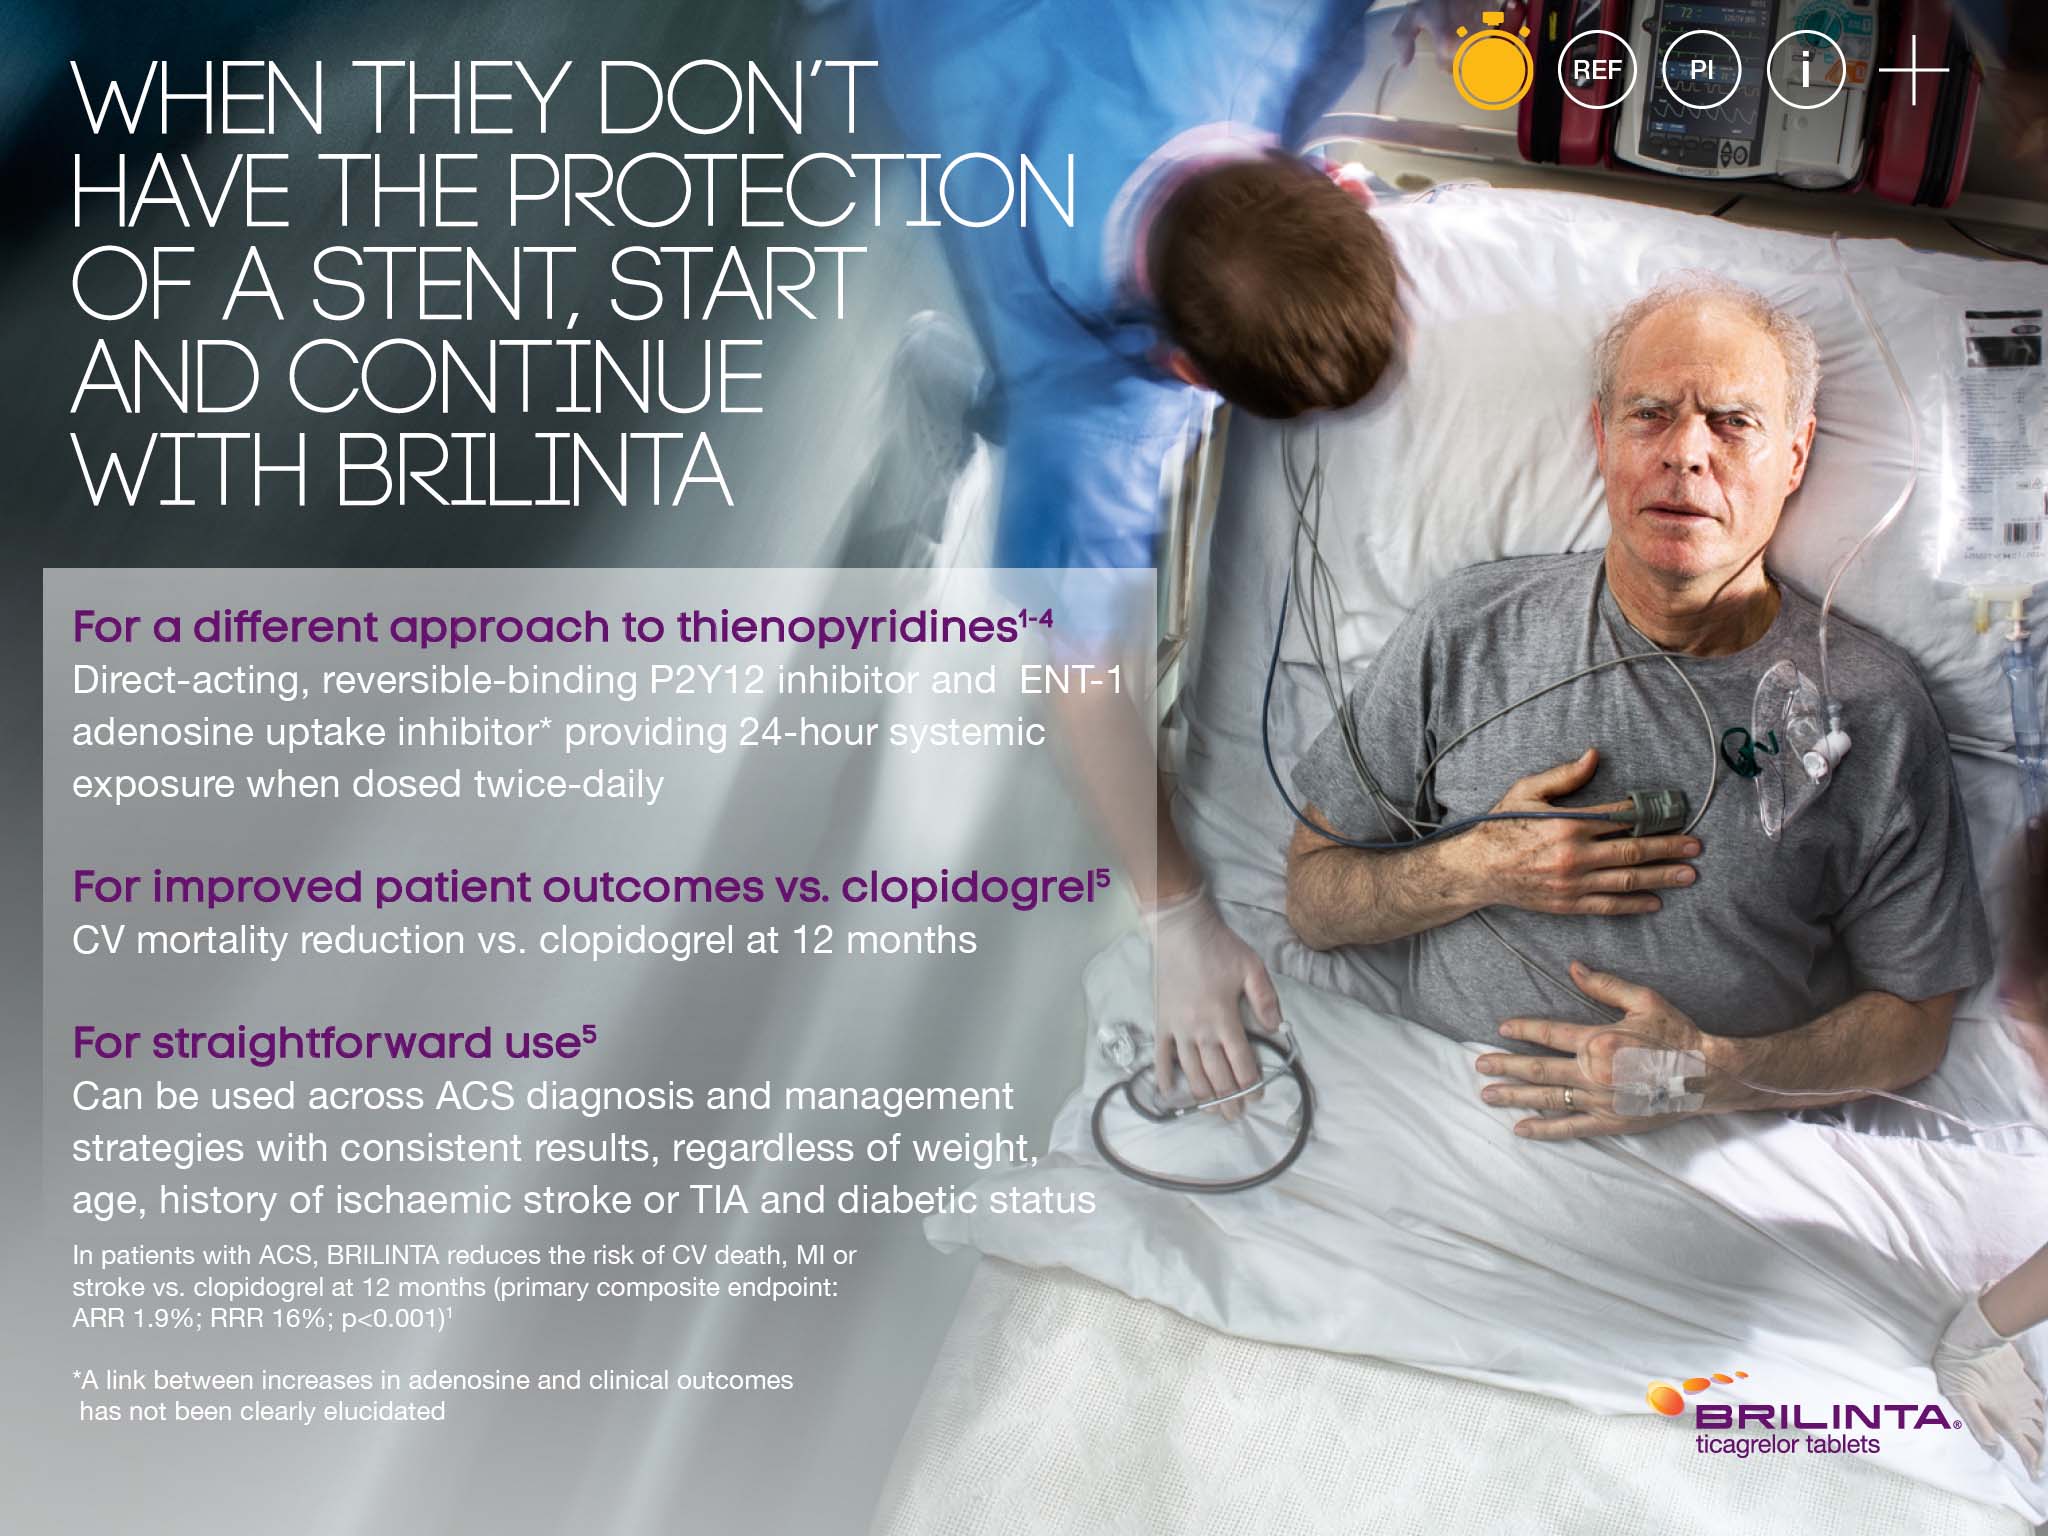 REF
PI
i
72
WHEN THEY DON'T
HAVE THE PROTECTION
OF A STENT, START
AND CONTINUE
WITH BRILINTA
For a different approach to thienopyridines1-4
Direct-acting, reversible-binding P2Y12 inhibitor and ENT-1
adenosine uptake inhibitor* providing 24-hour systemic
exposure when dosed twice-daily
For improved patient outcomes vs. clopidogrel5
CV mortality reduction vs. clopidogrel at 12 months
For straightforward use5
Can be used across ACS diagnosis and management
strategies with consistent results, regardless of weight,
age, history of ischaemic stroke or TIA and diabetic status
In patients with ACS, BRILINTA reduces the risk of CV death, MI or
stroke vs. clopidogrel at 12 months (primary composite endpoint:
ARR 1.9%; RRR 16%; p<0.001)1
*A link between increases in adenosine and clinical outcomes
has not been clearly elucidated
BRILINTA®
ticagrelor tablets